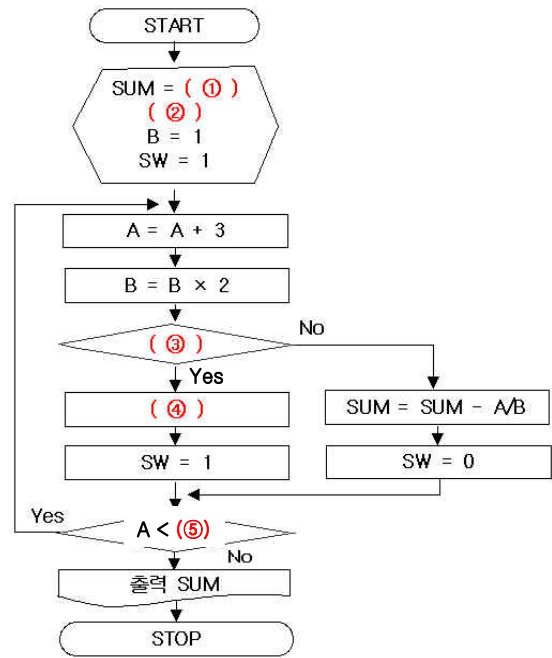 START
SUM = ( ① )
( ② )
B = 1
SW = 1
A = A + 3
B = B × 2
( ③ )
No
Yes
( ④ )
SUM = SUM - A/B
SW = 1
SW = 0
Yes
A < (⑤)
No
출력 SUM
STOP